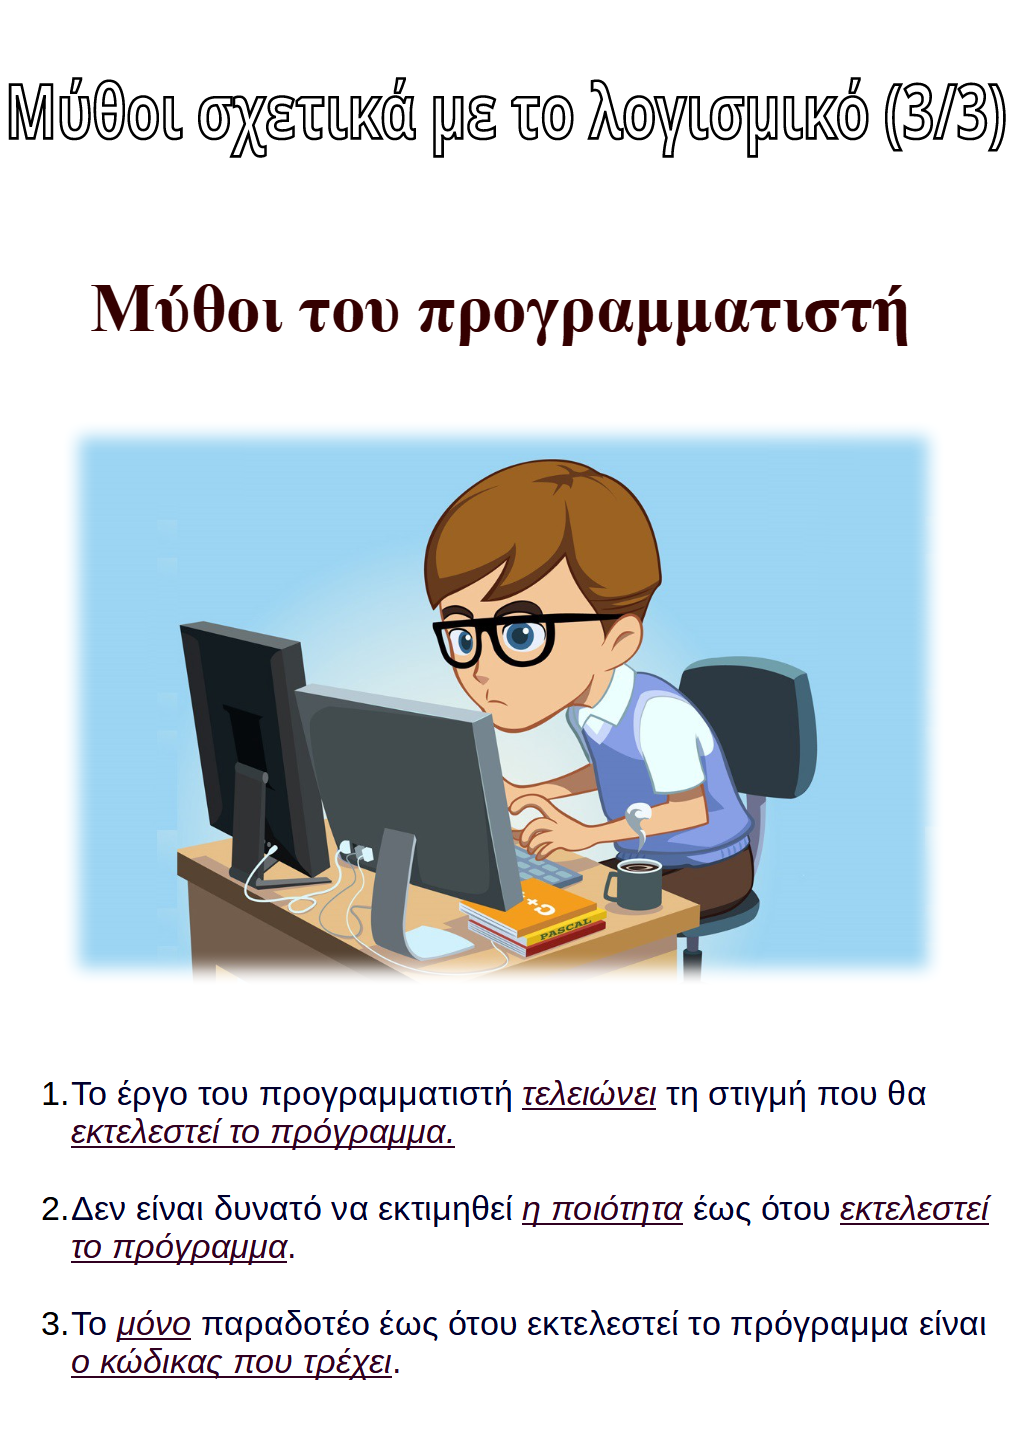 Μύθοι σχετικά με το λογισμικό (3/3)
Μύθοι του προγραμματιστή
C++
PASCAL
1. Το έργο του προγραμματιστή τελειώνει τη στιγμή που θα
εκτελεστεί το πρόγραμμα.
2. Δεν είναι δυνατό να εκτιμηθεί η ποιότητα έως ότου εκτελεστεί
το πρόγραμμα.
3. Το μόνο παραδοτέο έως ότου εκτελεστεί το πρόγραμμα είναι
ο κώδικας που τρέχει.